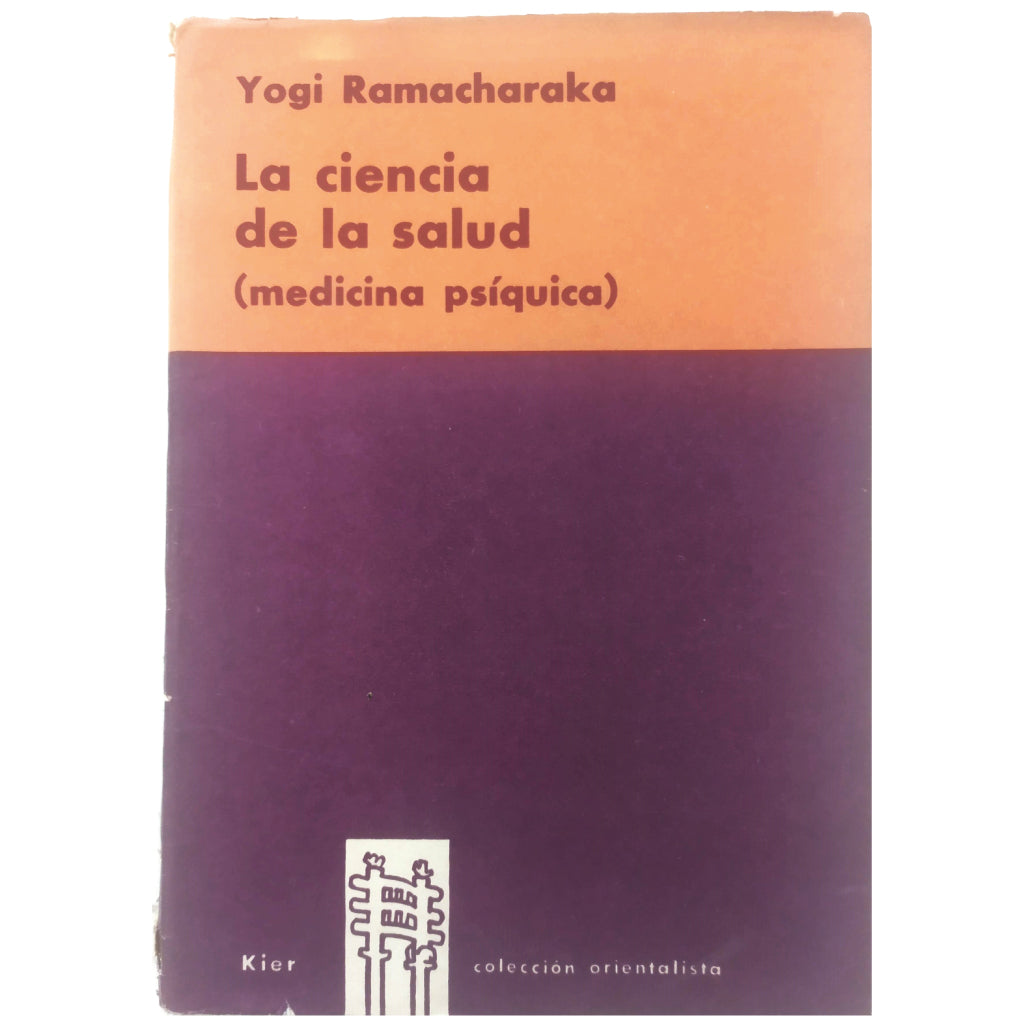 Yogi Ramacharaka
La ciencia
de la salud
(medicina psíquica)
Kier
colección orientalista